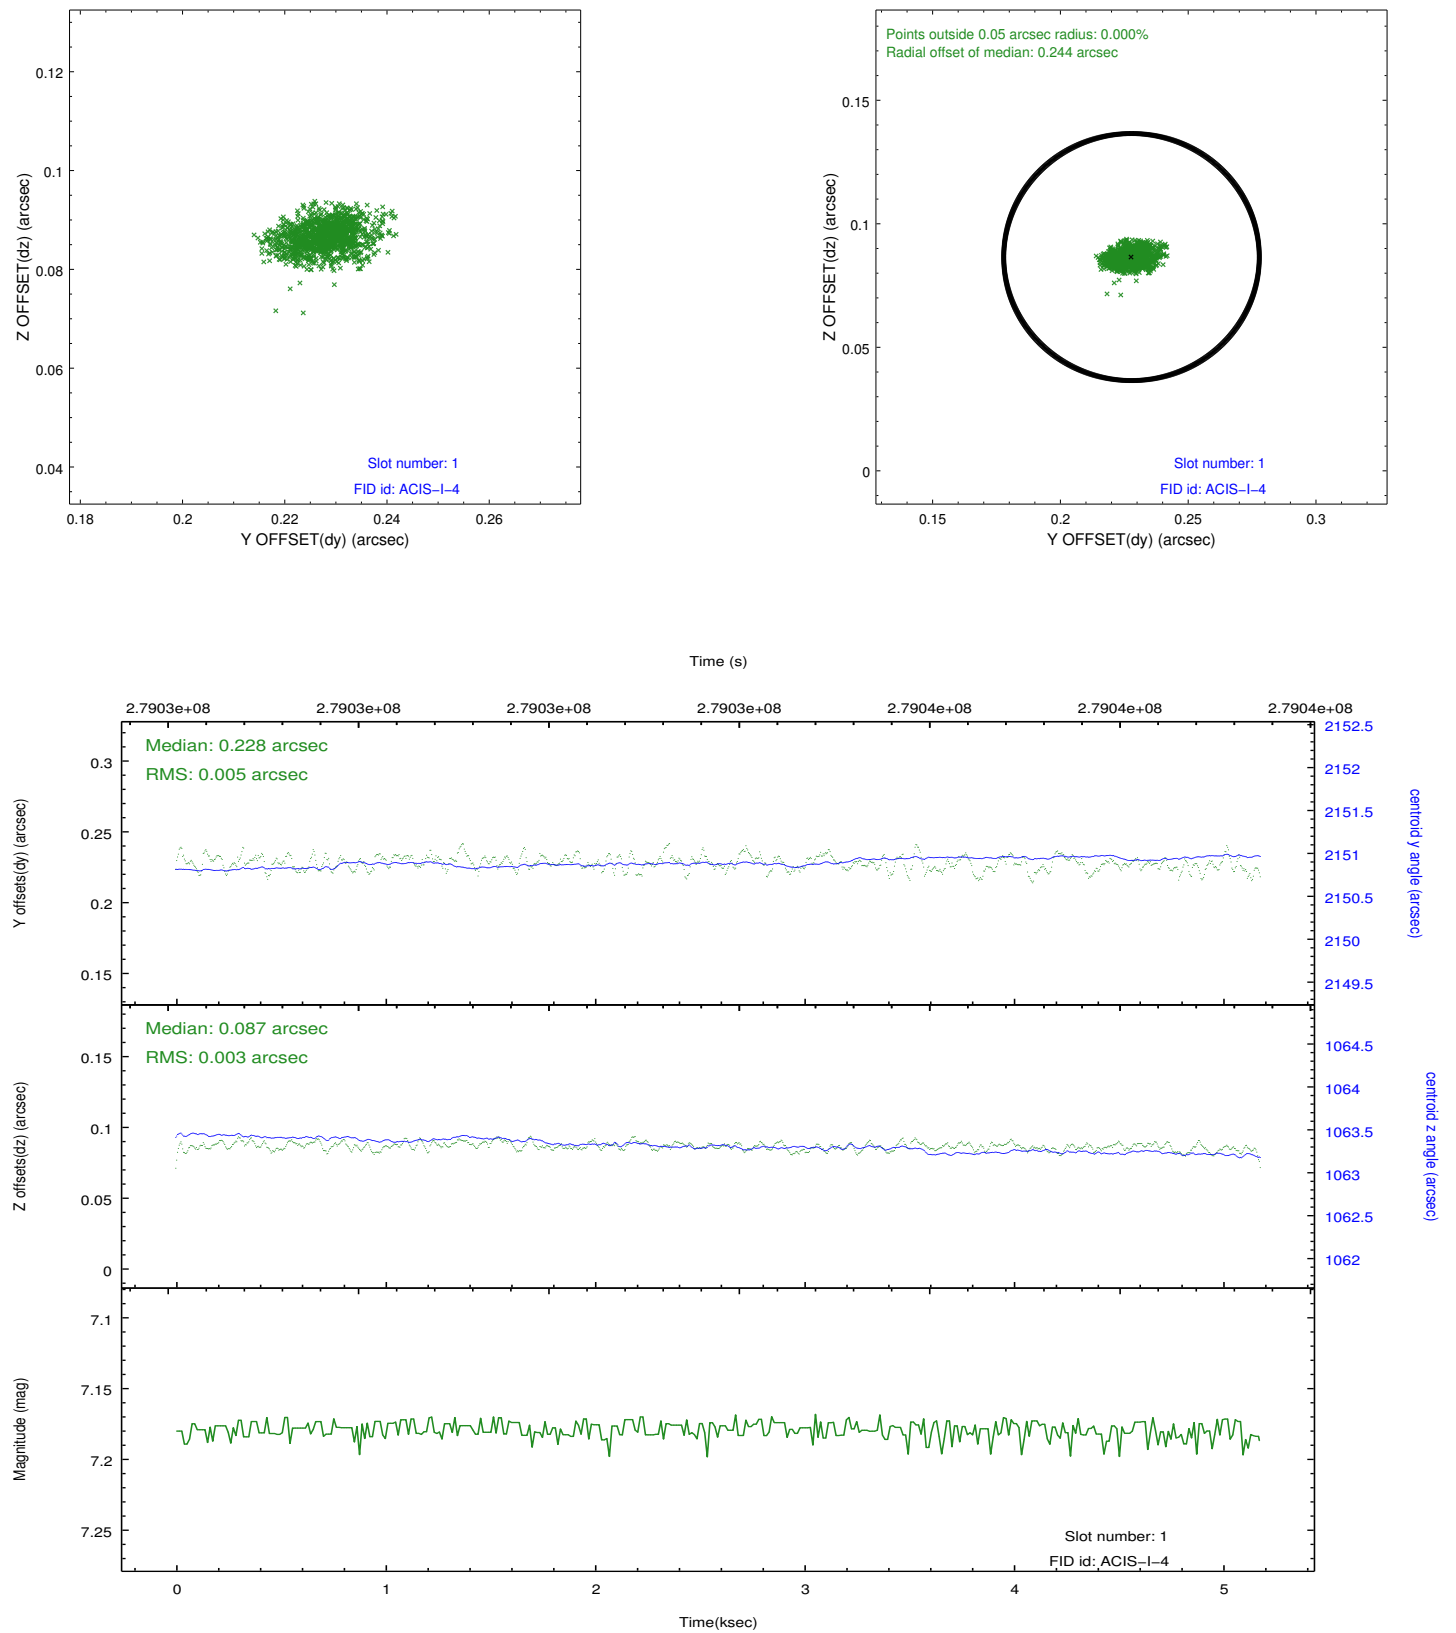 0.12
0.1
0.08
0.06
0.04
Z OFFSET(dz) (arcsec)
Slot number: 1
FID id: ACIS−I−4
0.18 0.2 0.22 0.24 0.26
Y OFFSET(dy) (arcsec)
Points outside 0.05 arcsec radius: 0.000%
Radial offset of median: 0.244 arcsec
0.15
0.1
0.05
0
Z OFFSET(dz) (arcsec)
Slot number: 1
FID id: ACIS−I−4
0.15 0.2 0.25 0.3
Y OFFSET(dy) (arcsec)
Time (s)
2.7903e+08 2.7903e+08 2.7903e+08 2.7903e+08 2.7904e+08 2.7904e+08 2.7904e+08
Median: 0.228 arcsec
RMS: 0.005 arcsec
0.3
0.25
0.2
0.15
Y offsets(dy) (arcsec)
2152.5
2152
2151.5
2151
2150.5
2150
2149.5
centroid y angle (arcsec)
Median: 0.087 arcsec
RMS: 0.003 arcsec
0.15
0.1
0.05
0
Z offsets(dz) (arcsec)
1064.5
1064
1063.5
1063
1062.5
1062
centroid z angle (arcsec)
7.1
7.15
7.2
7.25
Magnitude (mag)
Slot number: 1
FID id: ACIS−I−4
0 1 2 3 4 5
Time(ksec)